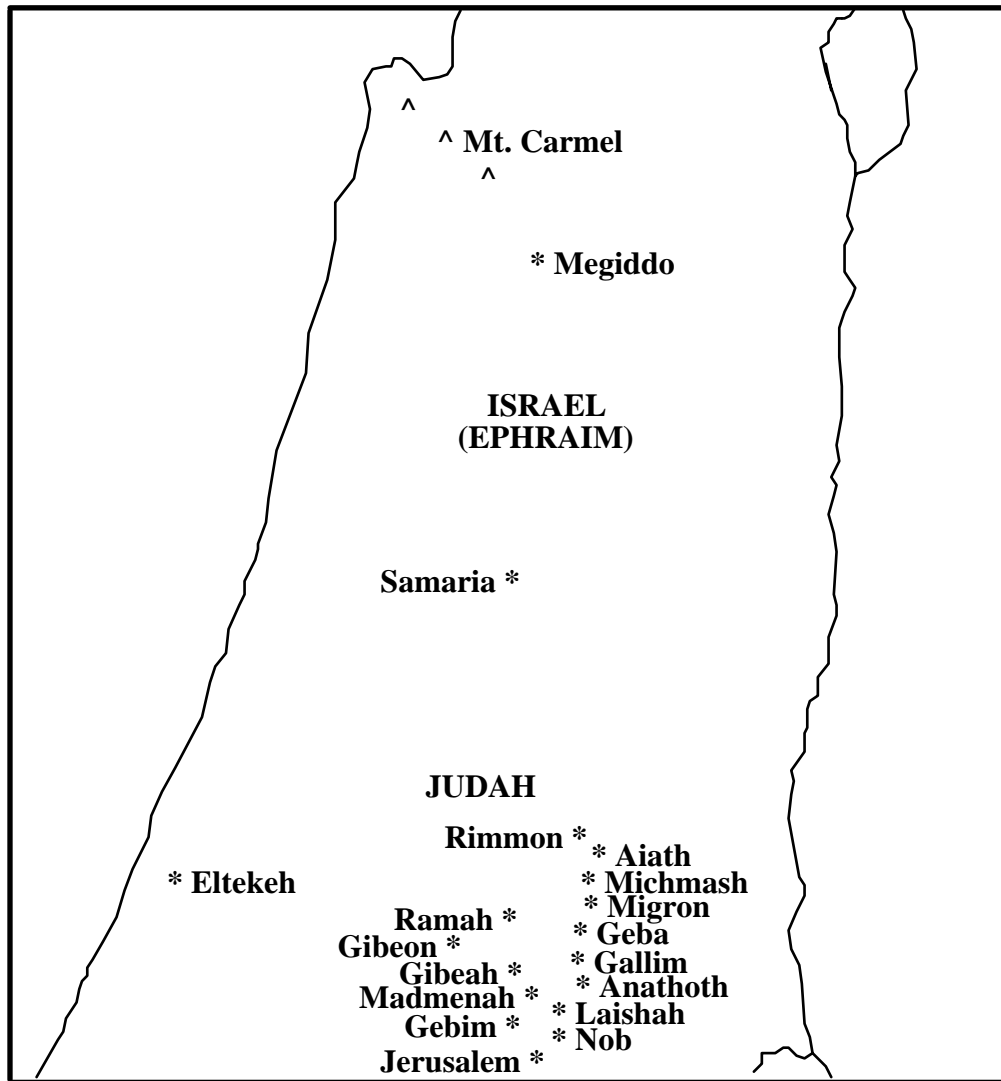 ^
^ Mt. Carmel
^
* Megiddo
ISRAEL
(EPHRAIM)
Samaria *
JUDAH
Rimmon *
* Aiath
* Eltekeh
* Michmash
* Migron
Ramah *
* Geba
Gibeon *
* Gallim
Gibeah *
* Anathoth
Madmenah *
* Laishah
Gebim *
* Nob
Jerusalem *